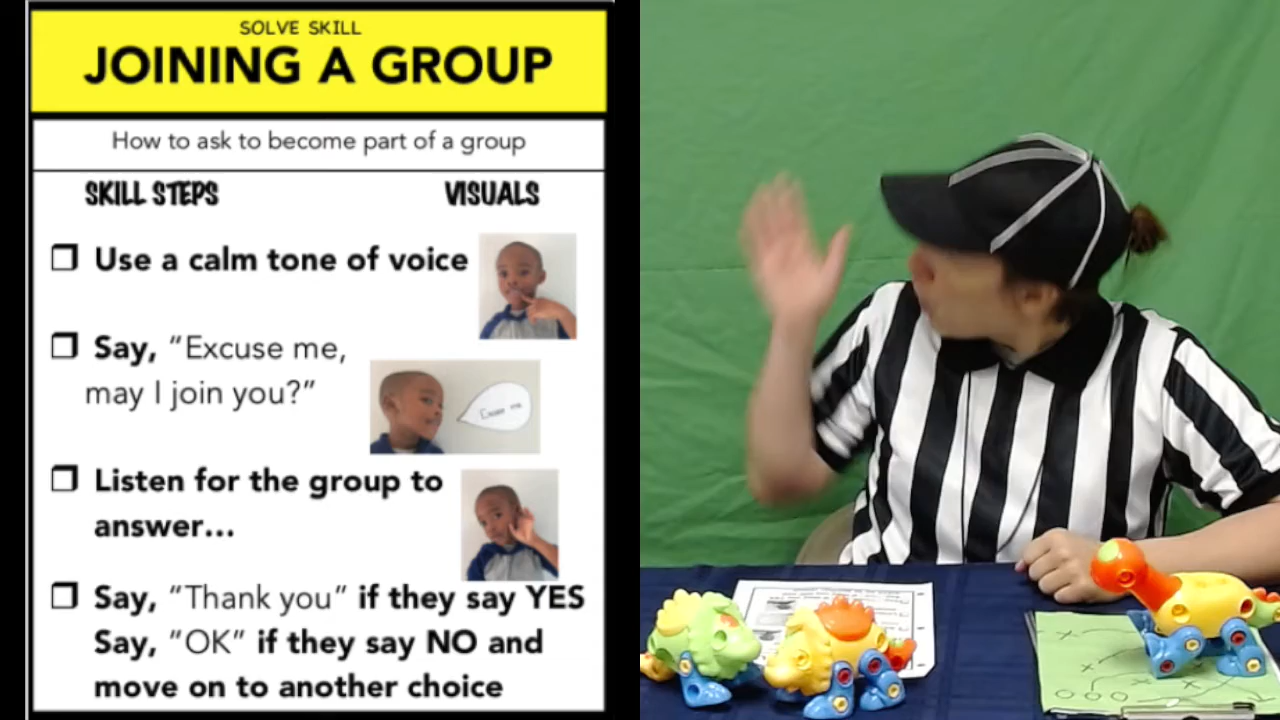 SOLVE SKILL
JOINING A GROUP
How to ask to become part of a group
SKILL STEPS VISUALS
❐ Use a calm tone of voice
❐ Say, “Excuse me,
may I join you?”
Excuse me
❐ Listen for the group to
answer...
❐ Say, “Thank you” if they say YES
Say, “OK” if they say NO and
move on to another choice